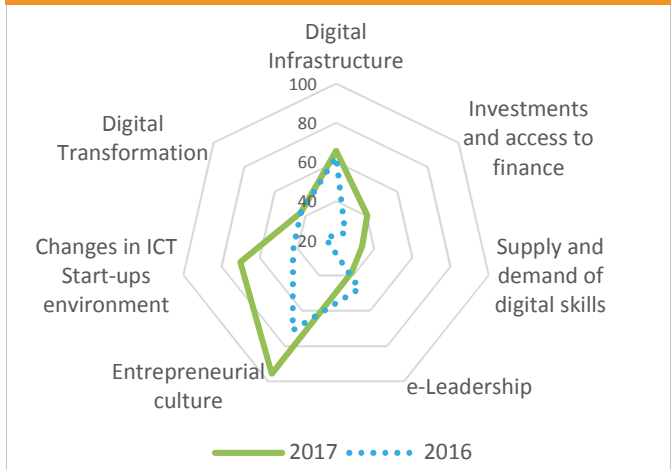 Digital
Infrastructure
100
80
60
40
20
Investments
and access to
finance
Supply and
demand of
digital skills
e-Leadership
Entrepreneurial
culture
Changes in ICT
Start-ups
environment
Digital
Transformation
2017
2016